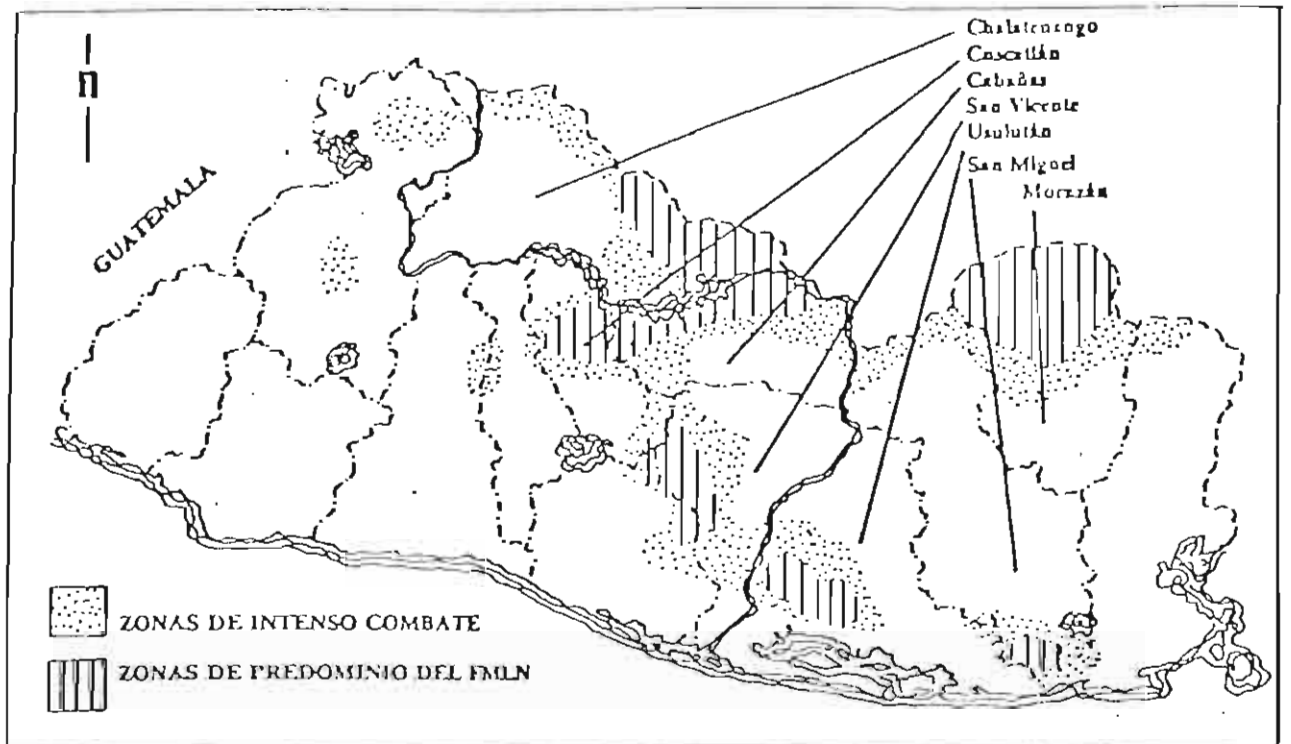 n
GUATEMALA
Chalatenango
Cuscatlán
Cabañas
San Vicente
Usulután
San Miguel
Morazán
ZONAS DE INTENSO COMBATE
ZONAS DE PREDOMINIO DEL FMLN